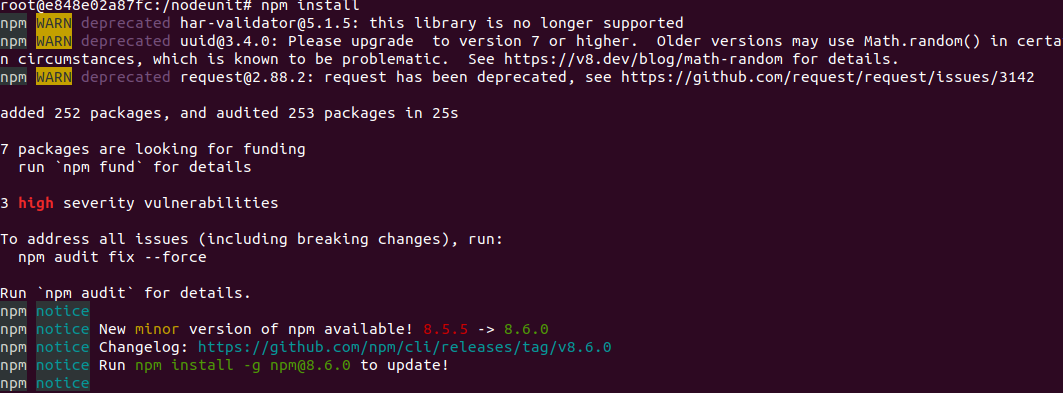 root@e848e02a87fc:/nodeunit# npm install
npm WARN deprecated har-validator@5.1.5: this library is no longer supported
npm WARN deprecated uuid@3.4.0: Please upgrade  to version 7 or higher.  Older versions may use Math.random() in certai
n circumstances, which is known to be problematic.  See https://v8.dev/blog/math-random for details.
npm WARN deprecated request@2.88.2: request has been deprecated, see https://github.com/request/request/issues/3142
added 252 packages, and audited 253 packages in 25s
7 packages are looking for funding
  run `npm fund` for details
3 high severity vulnerabilities
To address all issues (including breaking changes), run:
  npm audit fix --force
Run `npm audit` for details.
npm notice
npm notice New minor version of npm available! 8.5.5 -> 8.6.0
npm notice Changelog: https://github.com/npm/cli/releases/tag/v8.6.0
npm notice Run npm install -g npm@8.6.0 to update!
npm notice